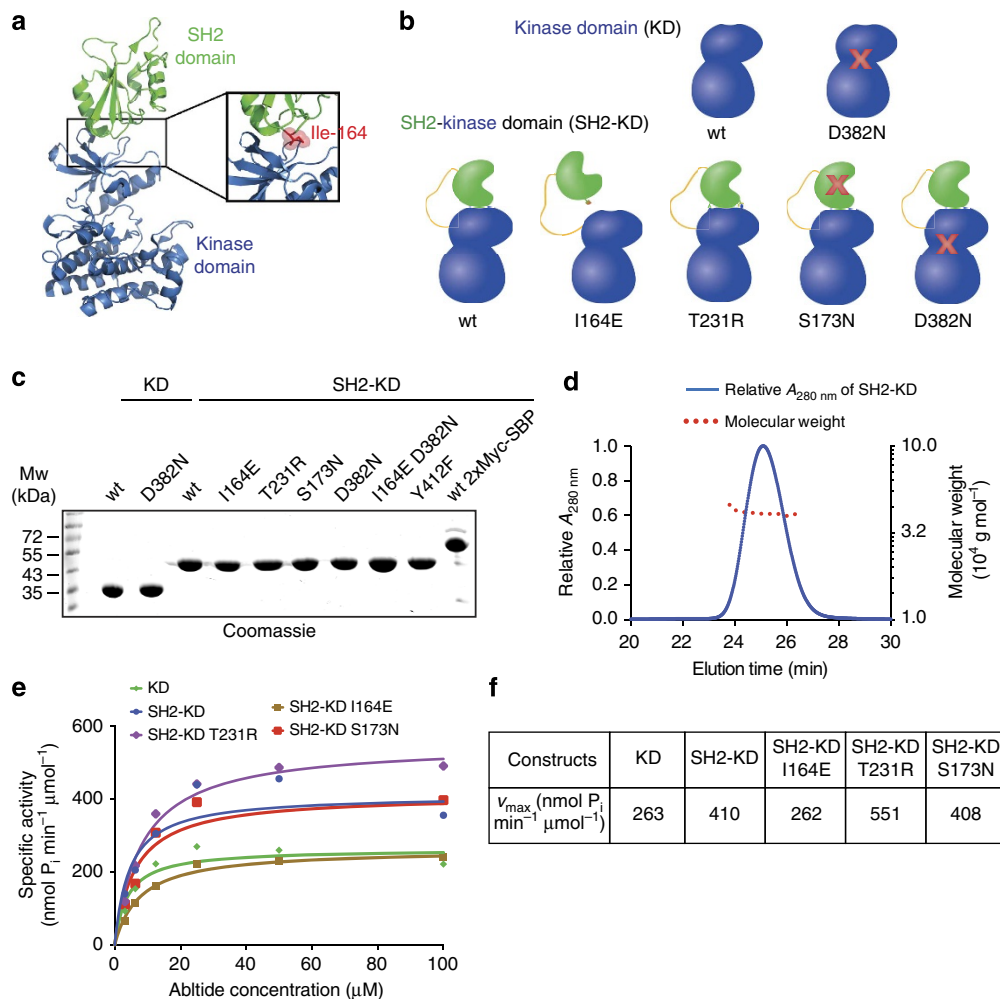 a
SH2
domain
Ile-164
Kinase
domain
b
Kinase domain (KD)
wt
D382N
SH2-kinase domain (SH2-KD)
X
X
X
wt
I164E
T231R
S173N
D382N
c
KD
SH2-KD
Mw
(kDa)
wt
D382N
wt
I164E
T231R
S173N
D382N
I164E D382N
Y412F
wt 2xMyc-SBP
72
55
43
35
Coomassie
d
Relative A280 nm of SH2-KD
Molecular weight
Relative A280 nm
1.0
0.8
0.6
0.4
0.2
0.0
10.0
3.2
1.0
Molecular weight
(10⁴ g mol⁻¹)
20 22 24 26 28 30
Elution time (min)
e
KD
SH2-KD
SH2-KD T231R
SH2-KD I164E
SH2-KD S173N
Specific activity
(nmol Pi min⁻¹ μmol⁻¹)
600
400
200
0
0 20 40 60 80 100
Abltide concentration (μM)
f
Constructs KD SH2-KD SH2-KD I164E SH2-KD T231R SH2-KD S173N
vmax (nmol Pi min⁻¹ μmol⁻¹) 263 410 262 551 408